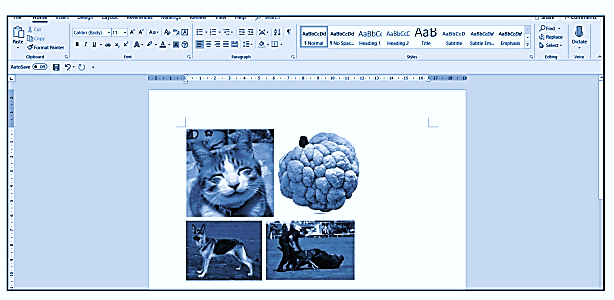 Home Insert Design Layout References Mailings Review View Help Search Share Comments
Paste
Cut
Copy
Format Painter
Clipboard
Calibri (Body) 11
Font
Paragraph
AaBbCcDd AaBbCcDd AaBbCc AaBbCcC AaB AaBbCcD AaBbCcDd AaBbCcDd
¶ Normal ¶ No Spac... Heading 1 Heading 2 Title Subtitle Subtle Em... Emphasis
Styles
Find
Replace
Select
Editing
Dictate
Voice
AutoSave Off